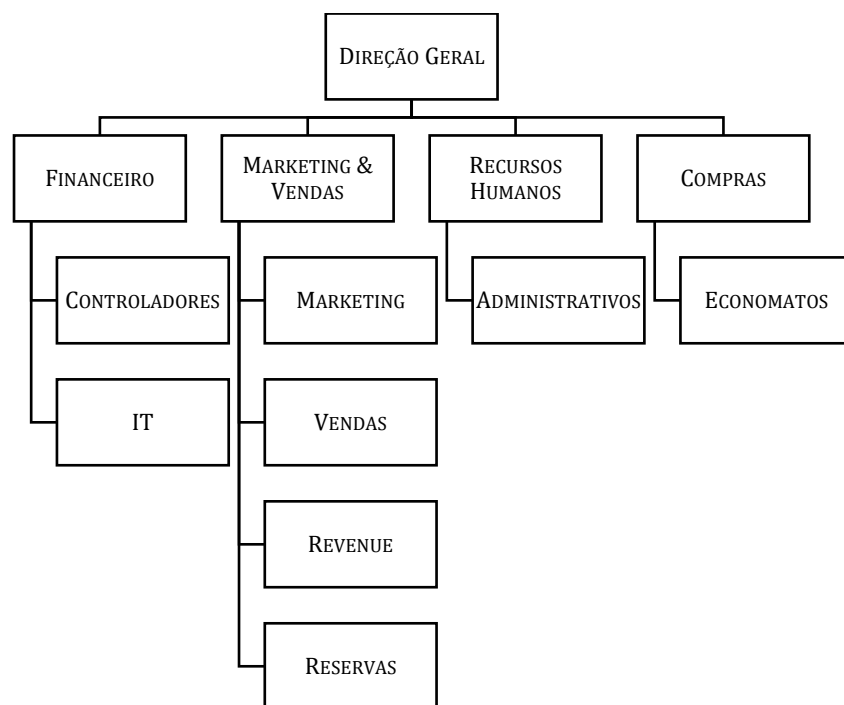 Direção Geral
Financeiro
Marketing &
Vendas
Recursos
Humanos
Compras
Controladores
Marketing
Administrativos
Economatos
IT
Vendas
Revenue
Reservas